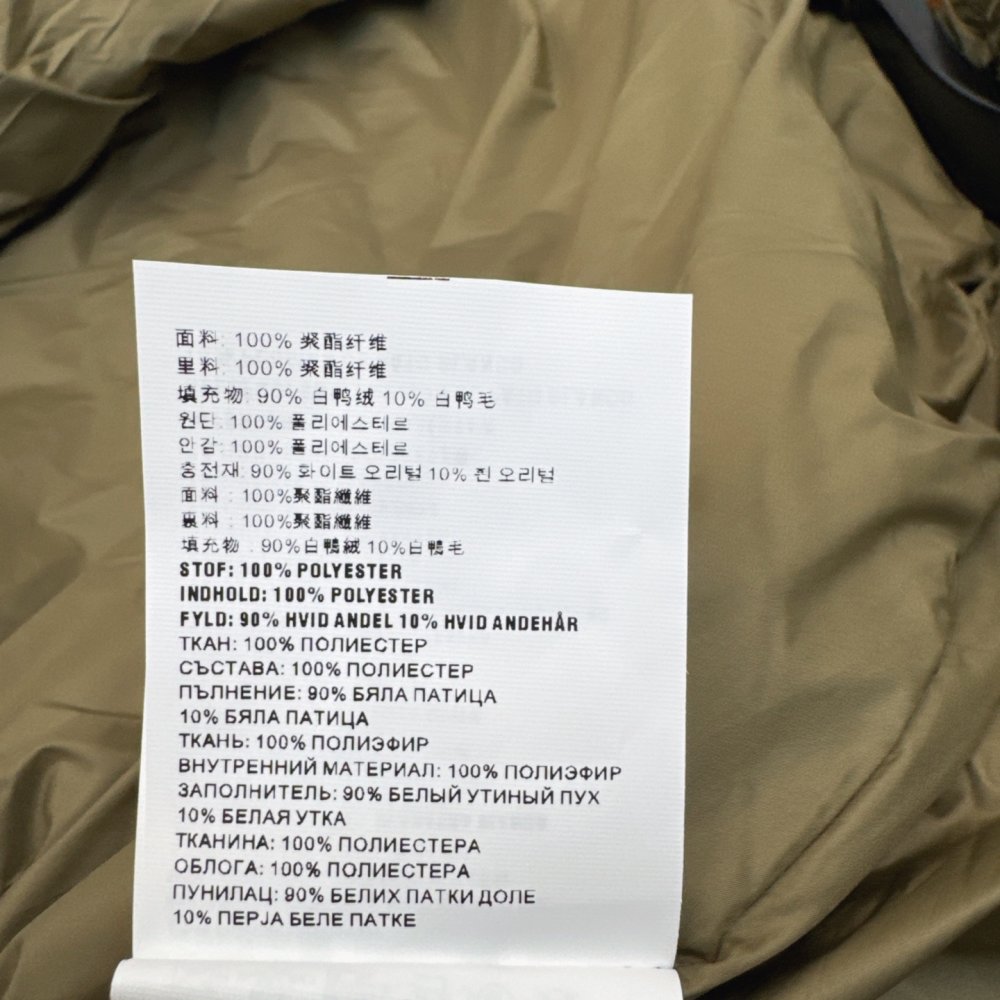 面料: 100% 聚酯纤维
里料: 100% 聚酯纤维
填充物: 90% 白鸭绒 10% 白鸭毛
원단: 100% 폴리에스테르
안감: 100% 폴리에스테르
충전재: 90% 화이트 오리털 10% 흰 오리털
面料 : 100%聚酯纖維
裏料 : 100%聚酯纖維
填充物 : 90%白鴨絨 10%白鴨毛
STOF: 100% POLYESTER
INDHOLD: 100% POLYESTER
FYLD: 90% HVID ANDEL 10% HVID ANDEHÅR
ТКАН: 100% ПОЛИЕСТЕР
СЪСТАВА: 100% ПОЛИЕСТЕР
ПЪЛНЕНИЕ: 90% БЯЛА ПАТИЦА
10% БЯЛА ПАТИЦА
ТКАНЬ: 100% ПОЛИЭФИР
ВНУТРЕННИЙ МАТЕРИАЛ: 100% ПОЛИЭФИР
ЗАПОЛНИТЕЛЬ: 90% БЕЛЫЙ УТИНЫЙ ПУХ
10% БЕЛАЯ УТКА
ТКАНИНА: 100% ПОЛИЕСТЕРА
ОБЛОГА: 100% ПОЛИЕСТЕРА
ПУНИЛАЦ: 90% БЕЛИХ ПАТКИ ДОЛЕ
10% ПЕРЈА БЕЛЕ ПАТКЕ